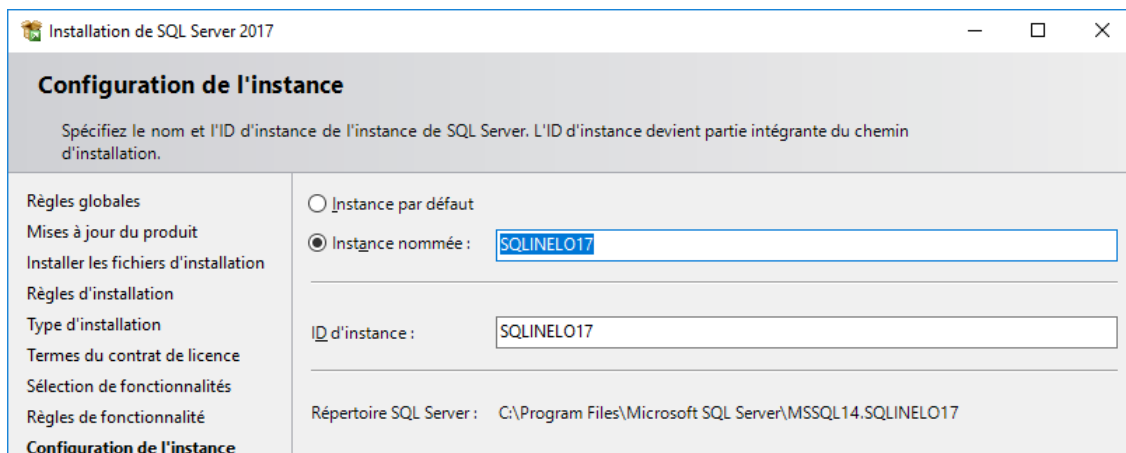 Installation de SQL Server 2017
Configuration de l'instance
Spécifiez le nom et l'ID d'instance de l'instance de SQL Server. L'ID d'instance devient partie intégrante du chemin
d'installation.
Règles globales
Mises à jour du produit
Installer les fichiers d'installation
Règles d'installation
Type d'installation
Termes du contrat de licence
Sélection de fonctionnalités
Règles de fonctionnalité
Configuration de l'instance
Instance par défaut
Instance nommée :
SQLINELO17
ID d'instance :
SQLINELO17
Répertoire SQL Server : C:\Program Files\Microsoft SQL Server\MSSQL14.SQLINELO17